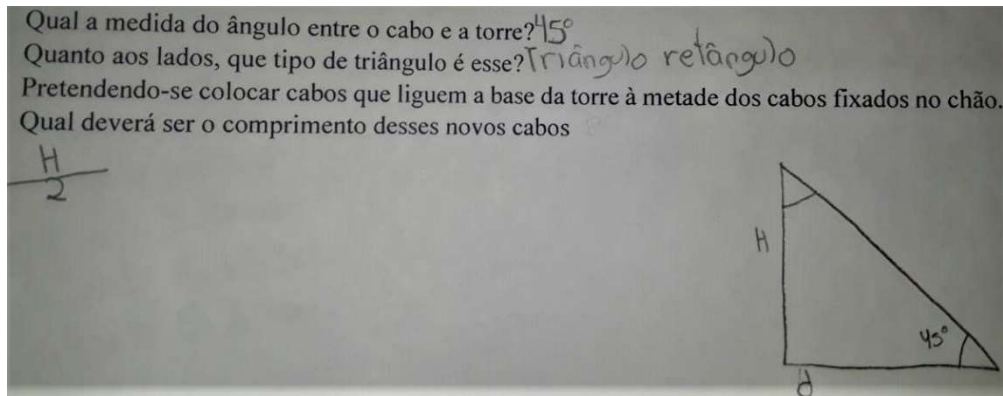 Qual a medida do ângulo entre o cabo e a torre? 45°
Quanto aos lados, que tipo de triângulo é esse? Triângulo retângulo
Pretendendo-se colocar cabos que liguem a base da torre à metade dos cabos fixados no chão.
Qual deverá ser o comprimento desses novos cabos
H
2
H
45°
d